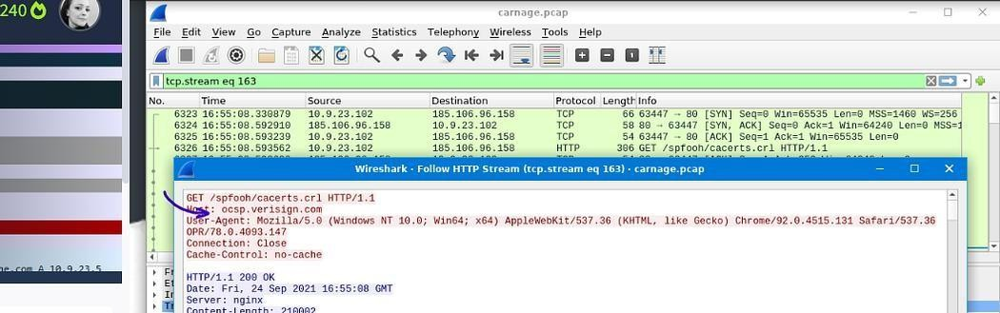 240
carnage.pcap
File Edit View Go Capture Analyze Statistics Telephony Wireless Tools Help
tcp.stream eq 163
No. Time Source Destination Protocol Length Info
6323 16:55:08.330879 10.9.23.102 185.106.96.158 TCP 66 63447 → 80 [SYN] Seq=0 Win=65535 Len=0 MSS=1460 WS=256
6324 16:55:08.592910 185.106.96.158 10.9.23.102 TCP 58 80 → 63447 [SYN, ACK] Seq=0 Ack=1 Win=64240 Len=0 MSS=1
6325 16:55:08.593254 10.9.23.102 185.106.96.158 TCP 54 63447 → 80 [ACK] Seq=1 Ack=1 Win=65535 Len=0
6326 16:55:08.593562 10.9.23.102 185.106.96.158 HTTP 306 GET /spfooh/cacerts.crl HTTP/1.1
Wireshark · Follow HTTP Stream (tcp.stream eq 163) · carnage.pcap
GET /spfooh/cacerts.crl HTTP/1.1
Host: ocsp.verisign.com
User-Agent: Mozilla/5.0 (Windows NT 10.0; Win64; x64) AppleWebKit/537.36 (KHTML, like Gecko) Chrome/92.0.4515.131 Safari/537.36
OPR/78.0.4093.147
Connection: Close
Cache-Control: no-cache
HTTP/1.1 200 OK
Date: Fri, 24 Sep 2021 16:55:08 GMT
Server: nginx
Content-Length: 210002
ne.com A 10.9.23.5
Fr
Et
In
Tr